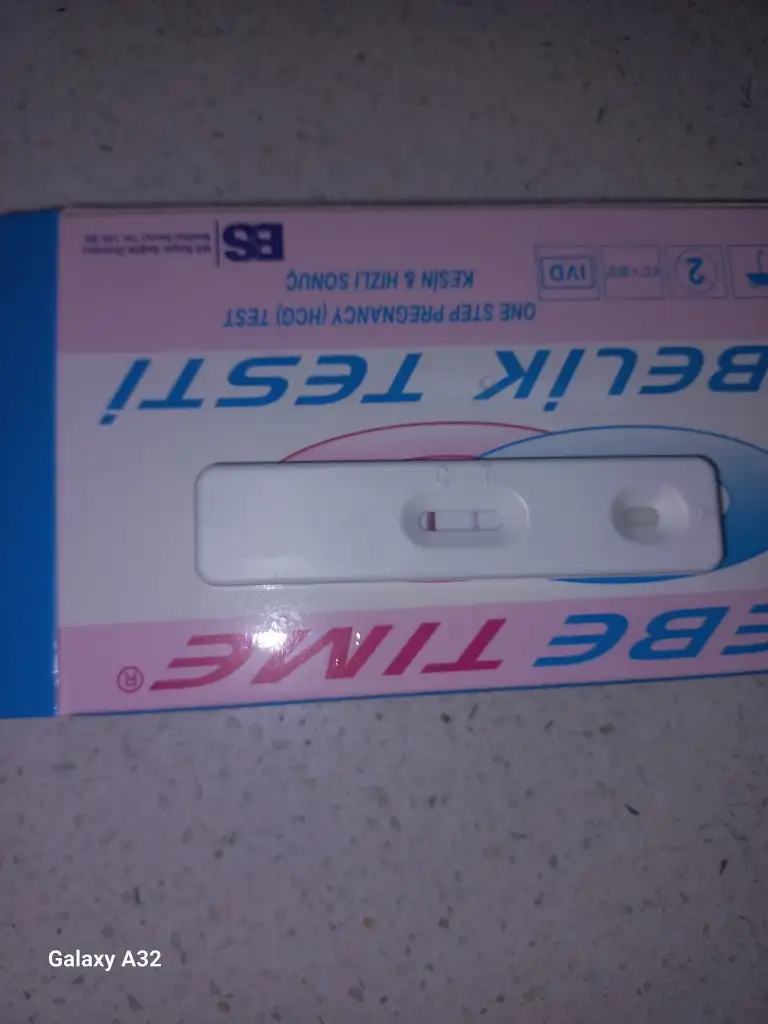 EBE TIME®
BELİK TESTİ
ONE STEP PREGNANCY (HCG) TEST
KESİN & HIZLI SONUÇ
2
IVD
ES
C T
Galaxy A32